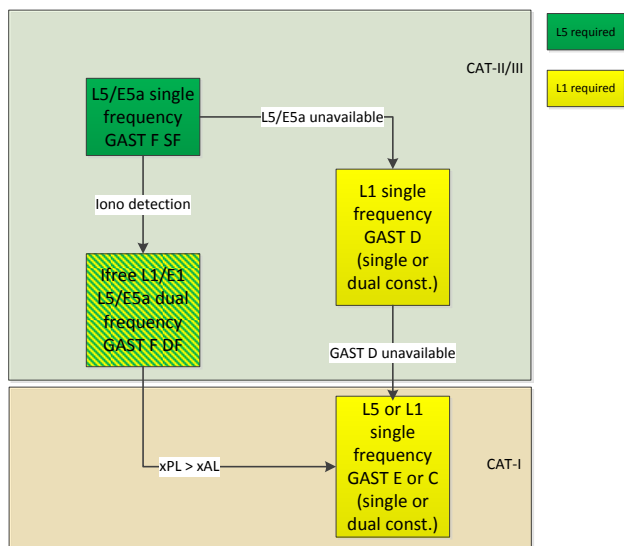 CAT-II/III
L5 required
L1 required
L5/E5a single
frequency
GAST F SF
L5/E5a unavailable
Iono detection
L1 single
frequency
GAST D
(single or
dual const.)
Ifree L1/E1
L5/E5a dual
frequency
GAST F DF
GAST D unavailable
L5 or L1
single
frequency
GAST E or C
(single or
dual const.)
xPL > xAL
CAT-I